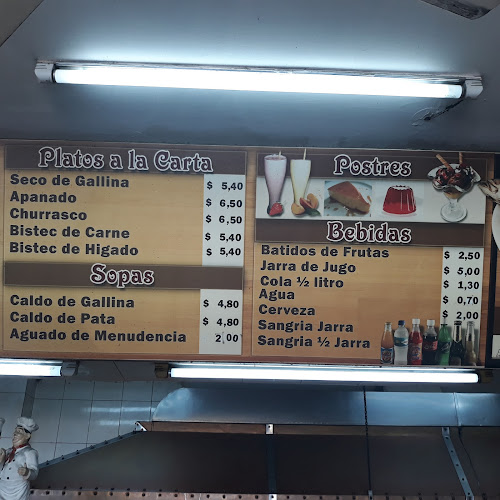 Platos a la Carta
Seco de Gallina $ 5,40
Apanado $ 6,50
Churrasco $ 6,50
Bistec de Carne $ 5,40
Bistec de Higado $ 5,40
Sopas
Caldo de Gallina $ 4,80
Caldo de Pata $ 4,80
Aguado de Menudencia 2,00
Postres
Bebidas
Batidos de Frutas $ 2,50
Jarra de Jugo $ 5,00
Cola ½ litro $ 1,30
Agua $ 0,70
Cerveza $ 2,00
Sangria Jarra
Sangria ½ Jarra